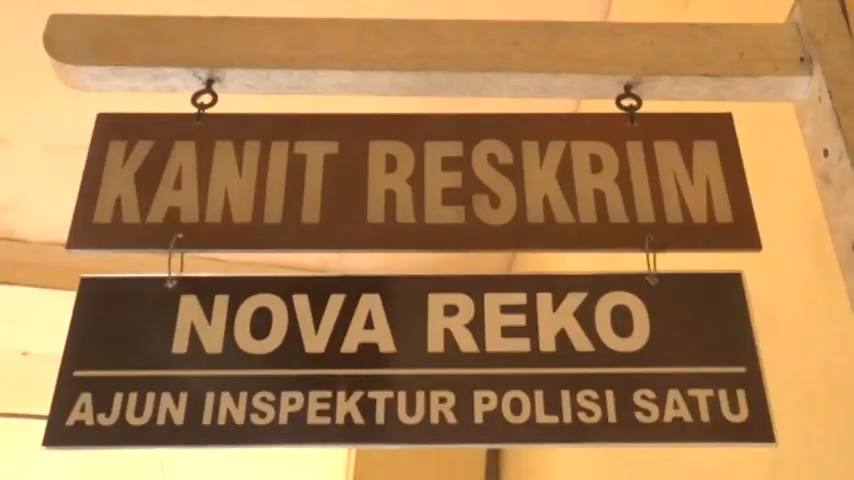 KANIT RESKRIM
NOVA REKO
AJUN INSPEKTUR POLISI SATU